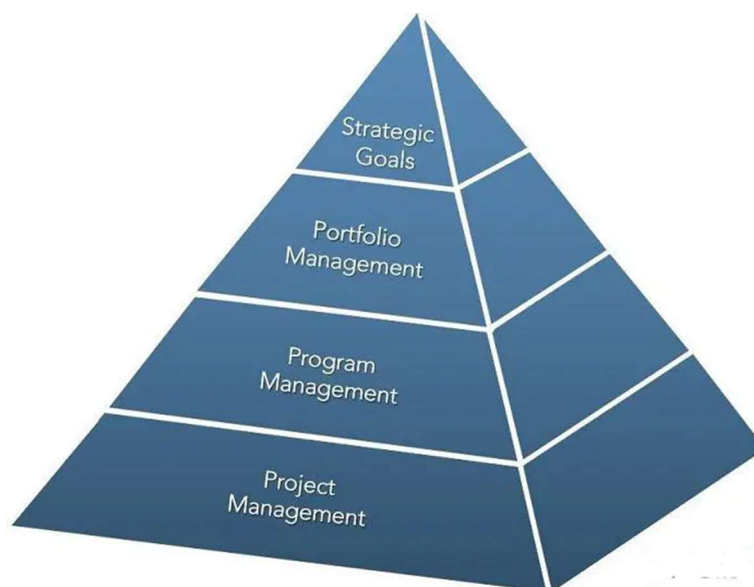 Strategic
Goals
Portfolio
Management
Program
Management
Project
Management